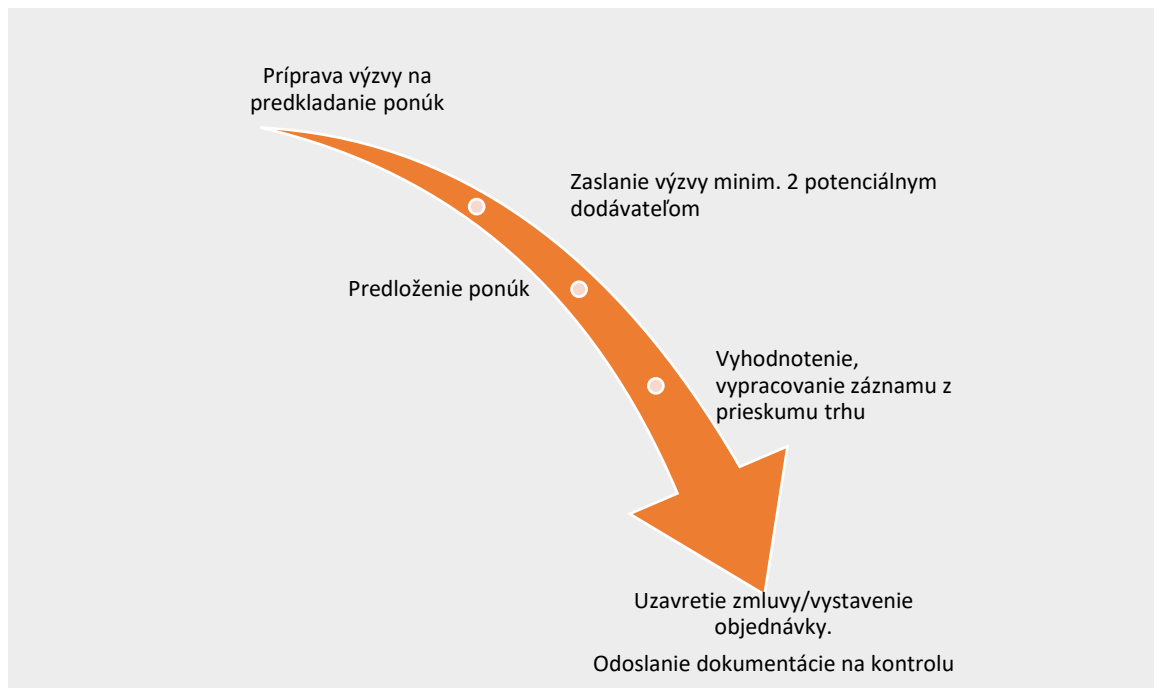 Príprava výzvy na
predkladanie ponúk
Zaslanie výzvy minim. 2 potenciálnym
dodávateľom
Predloženie ponúk
Vyhodnotenie,
vypracovanie záznamu z
prieskumu trhu
Uzavretie zmluvy/vystavenie
objednávky.
Odoslanie dokumentácie na kontrolu